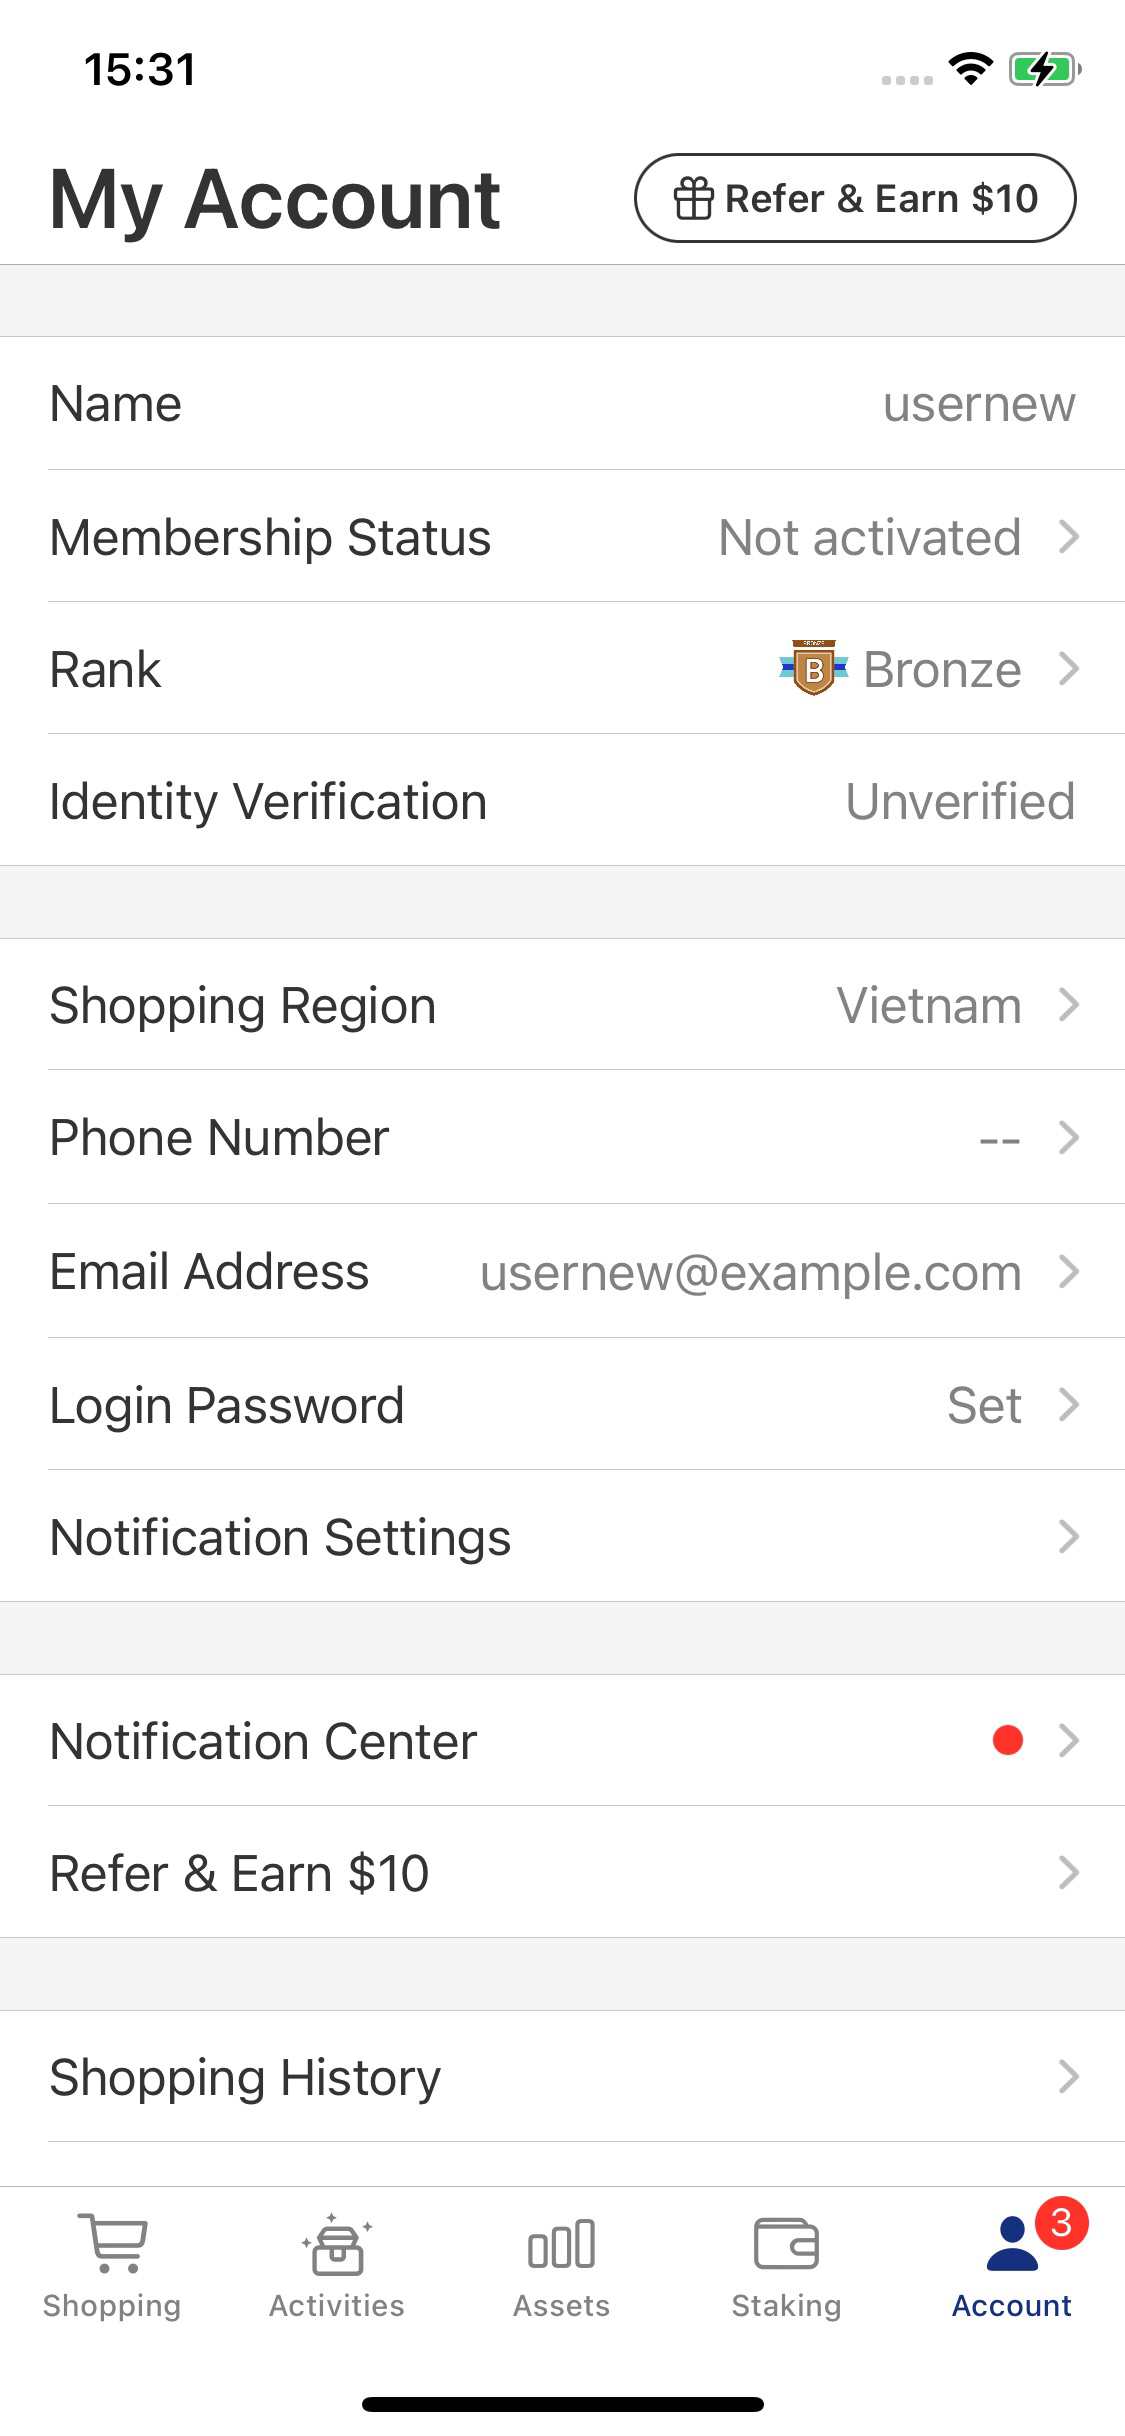 15:31
My Account
Refer & Earn $10
Name usernew
Membership Status Not activated
Rank BRONZE B Bronze
Identity Verification Unverified
Shopping Region Vietnam
Phone Number --
Email Address usernew@example.com
Login Password Set
Notification Settings
Notification Center
Refer & Earn $10
Shopping History
3
Shopping Activities Assets Staking Account